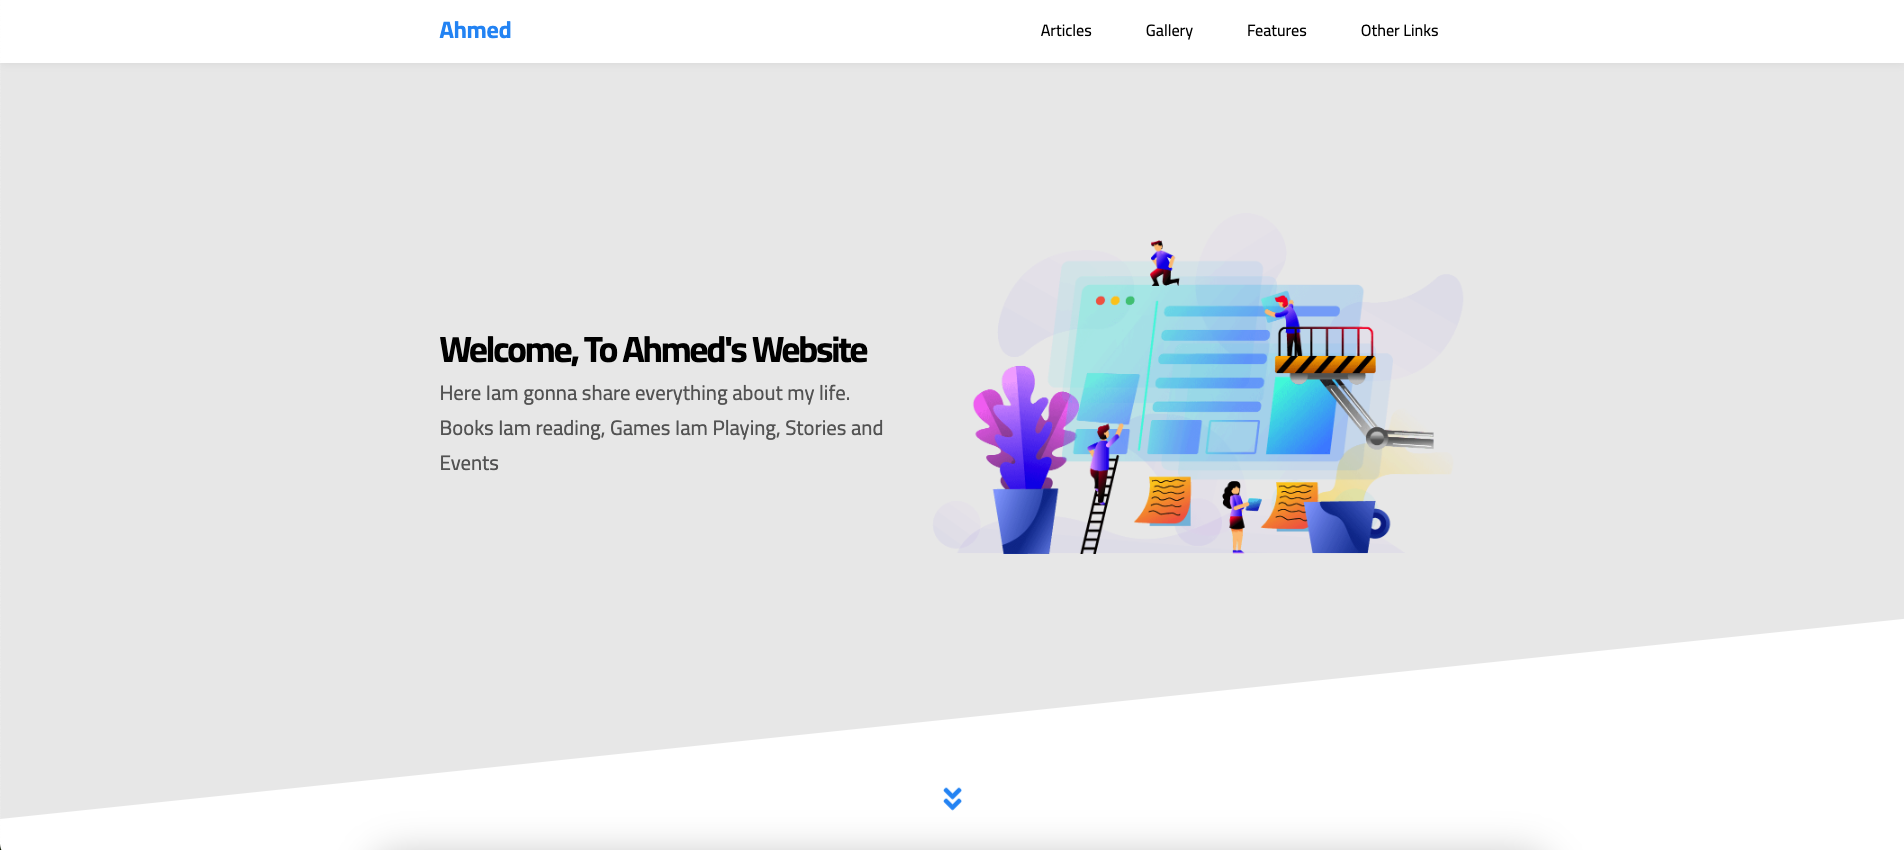 Ahmed
Articles
Gallery
Features
Other Links
Welcome, To Ahmed's Website
Here Iam gonna share everything about my life.
Books Iam reading, Games Iam Playing, Stories and
Events